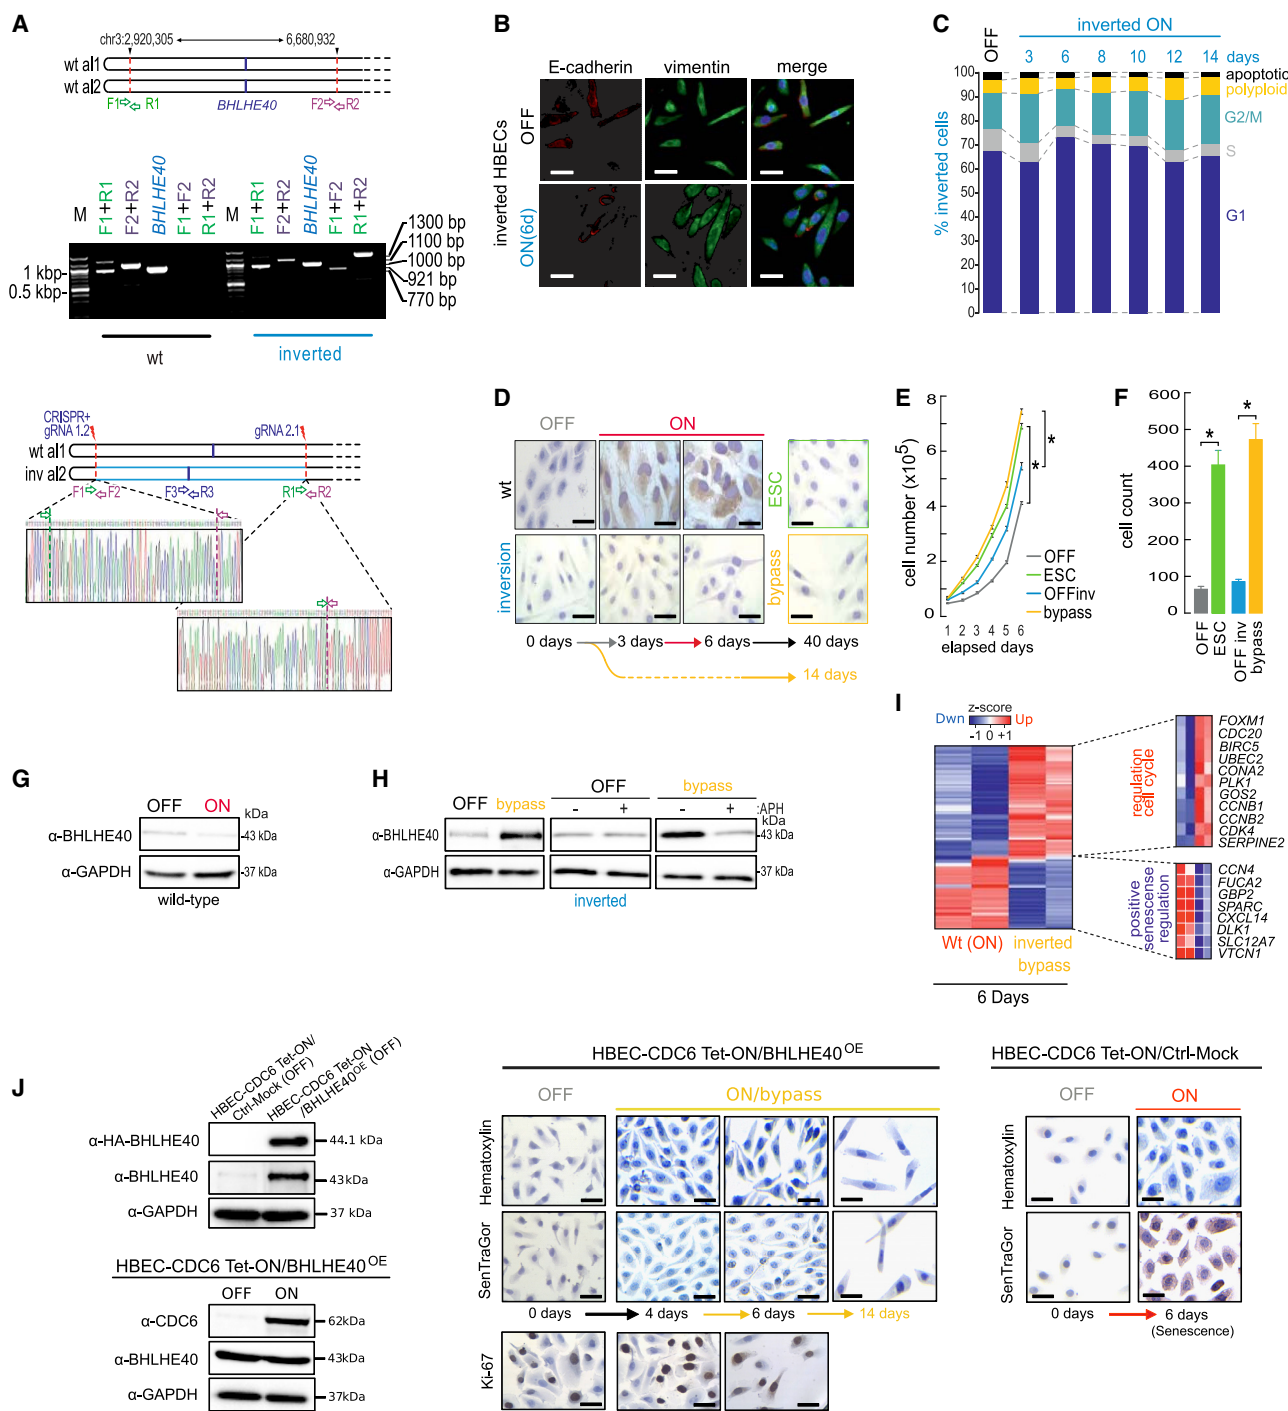 A
chr3:2,920,305
6,680,932
wt al1
wt al2
F1 R1
BHLHE40
F2 R2
M
F1+R1
F2+R2
BHLHE40
F1+F2
R1+R2
M
F1+R1
F2+R2
BHLHE40
F1+F2
R1+R2
1300 bp
1100 bp
1000 bp
921 bp
770 bp
1 kbp-
0.5 kbp-
wt
inverted
CRISPR+
gRNA 1.2
gRNA 2.1
wt al1
inv al2
F1 F2
F3 R3
R1 R2
B
E-cadherin
vimentin
merge
inverted HBECs
OFF
ON(6d)
C
inverted ON
OFF
3 6 8 10 12 14 days
% inverted cells
100
90
80
70
60
50
40
30
20
10
0
apoptotic
polyploid
G2/M
S
G1
D
OFF
ON
wt
ESC
inversion
bypass
0 days
3 days
6 days
40 days
14 days
E
cell number (x10⁵)
8
6
4
2
0
1 2 3 4 5 6
elapsed days
*
*
OFF
ESC
OFFinv
bypass
F
cell count
600
500
400
300
200
100
0
*
*
OFF
ESC
OFF inv
bypass
G
OFF
ON
kDa
α-BHLHE40
-43 kDa
α-GAPDH
-37 kDa
wild-type
H
OFF
bypass
OFF
- +
bypass
- +
:APH
kDa
α-BHLHE40
43 kDa
α-GAPDH
37 kDa
inverted
I
z-score
Dwn
Up
-1 0 +1
Wt (ON)
inverted
bypass
6 Days
regulation
cell cycle
FOXM1
CDC20
BIRC5
UBEC2
CONA2
PLK1
GOS2
CCNB1
CCNB2
CDK4
SERPINE2
positive
senescense
regulation
CCN4
FUCA2
GBP2
SPARC
CXCL14
DLK1
SLC12A7
VTCN1
J
HBEC-CDC6 Tet-ON/
Ctrl-Mock (OFF)
HBEC-CDC6 Tet-ON
/BHLHE40ᴼᴱ (OFF)
α-HA-BHLHE40
44.1 kDa
α-BHLHE40
43kDa
α-GAPDH
37 kDa
HBEC-CDC6 Tet-ON/BHLHE40ᴼᴱ
OFF
ON
α-CDC6
62kDa
α-BHLHE40
43kDa
α-GAPDH
37kDa
HBEC-CDC6 Tet-ON/BHLHE40ᴼᴱ
OFF
ON/bypass
Hematoxylin
SenTraGor
0 days
4 days
6 days
14 days
Ki-67
HBEC-CDC6 Tet-ON/Ctrl-Mock
OFF
ON
Hematoxylin
SenTraGor
0 days
6 days
(Senescence)